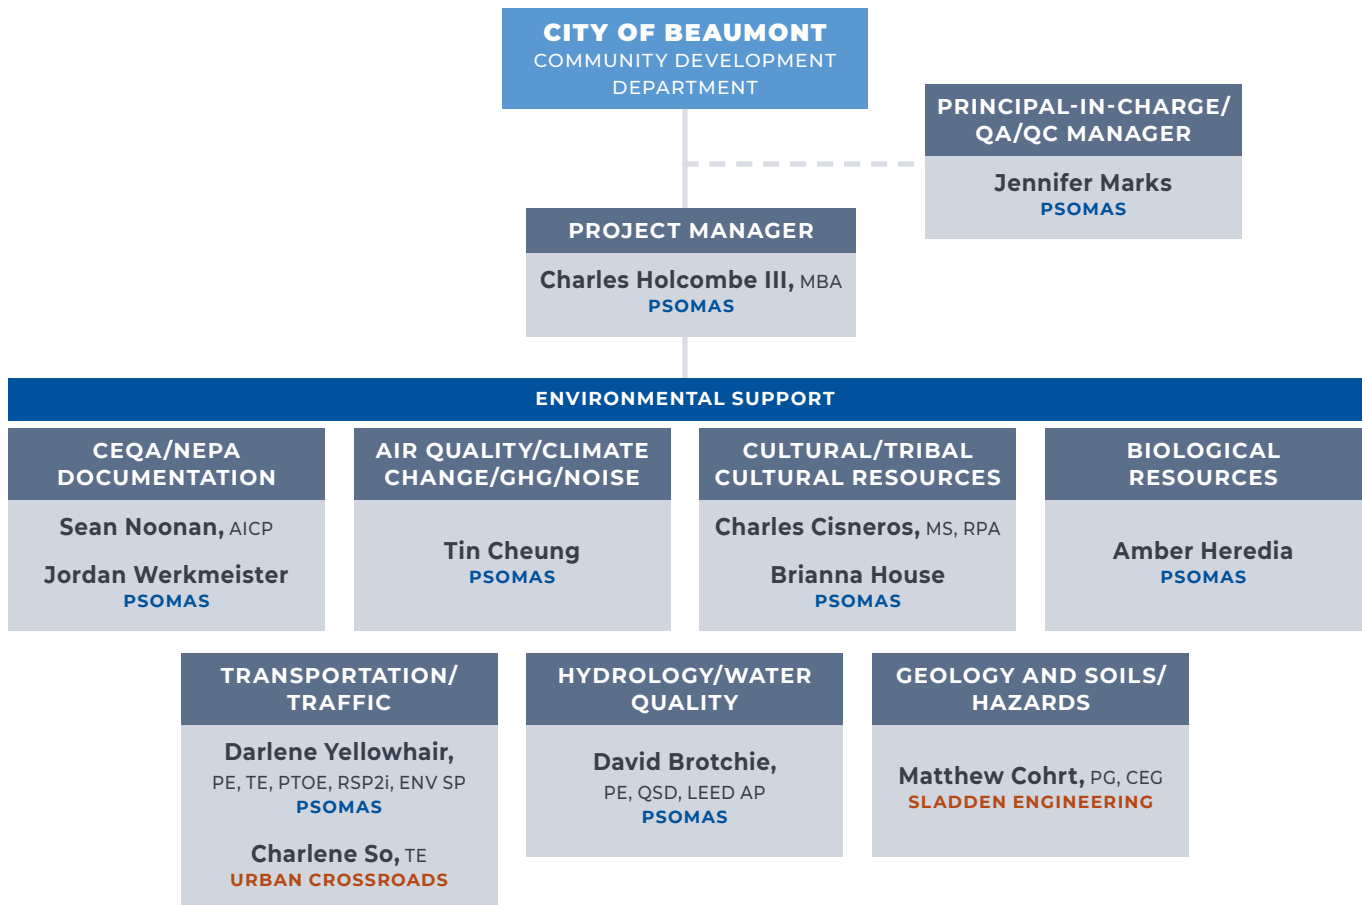 CITY OF BEAUMONT
COMMUNITY DEVELOPMENT
DEPARTMENT
PRINCIPAL-IN-CHARGE/
QA/QC MANAGER
Jennifer Marks
PSOMAS
PROJECT MANAGER
Charles Holcombe III, MBA
PSOMAS
ENVIRONMENTAL SUPPORT
CEQA/NEPA
DOCUMENTATION
Sean Noonan, AICP
Jordan Werkmeister
PSOMAS
AIR QUALITY/CLIMATE
CHANGE/GHG/NOISE
Tin Cheung
PSOMAS
CULTURAL/TRIBAL
CULTURAL RESOURCES
Charles Cisneros, MS, RPA
Brianna House
PSOMAS
BIOLOGICAL
RESOURCES
Amber Heredia
PSOMAS
TRANSPORTATION/
TRAFFIC
Darlene Yellowhair,
PE, TE, PTOE, RSP2i, ENV SP
PSOMAS
Charlene So, TE
URBAN CROSSROADS
HYDROLOGY/WATER
QUALITY
David Brotchie,
PE, QSD, LEED AP
PSOMAS
GEOLOGY AND SOILS/
HAZARDS
Matthew Cohrt, PG, CEG
SLADDEN ENGINEERING